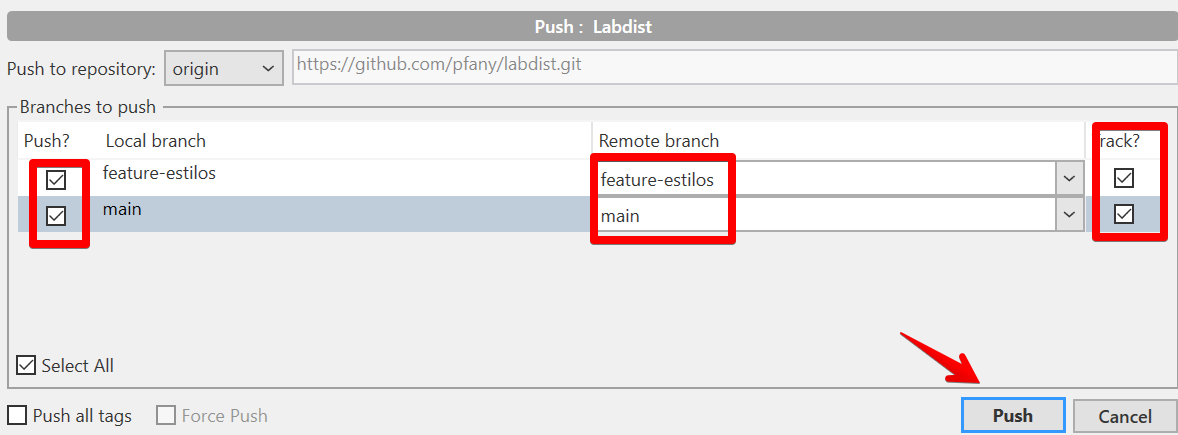 Push :  Labdist
Push to repository: origin https://github.com/pfany/labdist.git
Branches to push
Push? Local branch Remote branch rack?
feature-estilos feature-estilos
main main
Select All
Push all tags Force Push Push Cancel